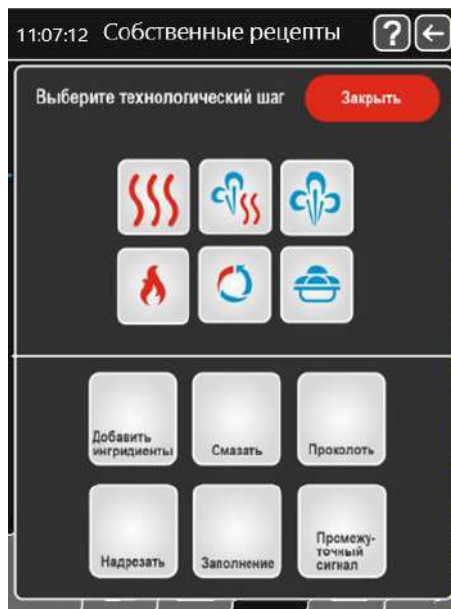 11:07:12 Собственные рецепты ? ←
Выберите технологический шаг Закрыть
Добавить
ингридиенты
Смазать
Проколоть
Надрезать
Заполнение
Промежу-
точный
сигнал